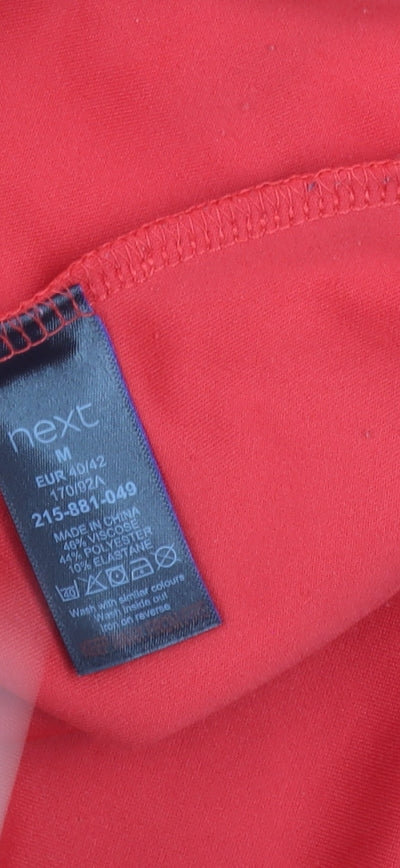 next
M
EUR 40/42
170/92A
215-881-049
MADE IN CHINA
46% VISCOSE
44% POLYESTER
10% ELASTANE
Wash with similar colours
Wash inside out
Iron on reverse